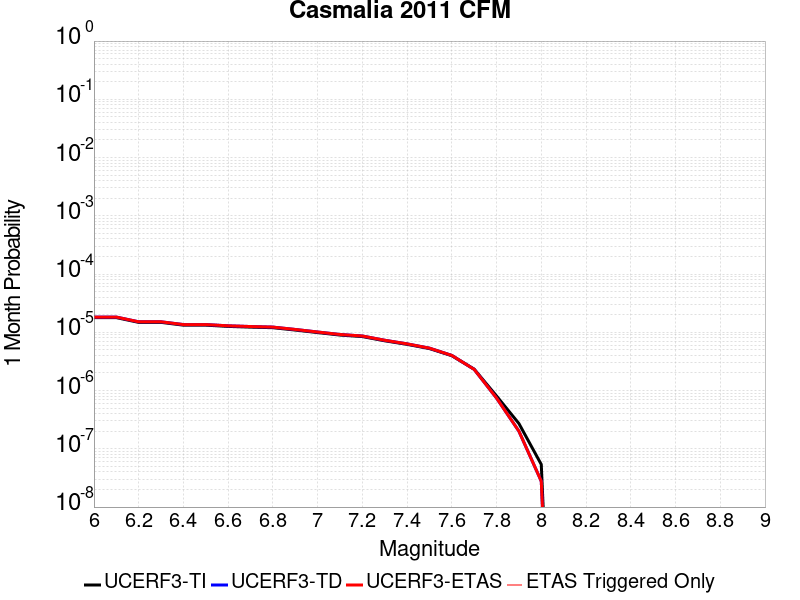 Casmalia 2011 CFM
10^0
10^-1
10^-2
10^-3
10^-4
10^-5
10^-6
10^-7
10^-8
1 Month Probability
6 6.2 6.4 6.6 6.8 7 7.2 7.4 7.6 7.8 8 8.2 8.4 8.6 8.8 9
Magnitude
UCERF3-TI UCERF3-TD UCERF3-ETAS ETAS Triggered Only